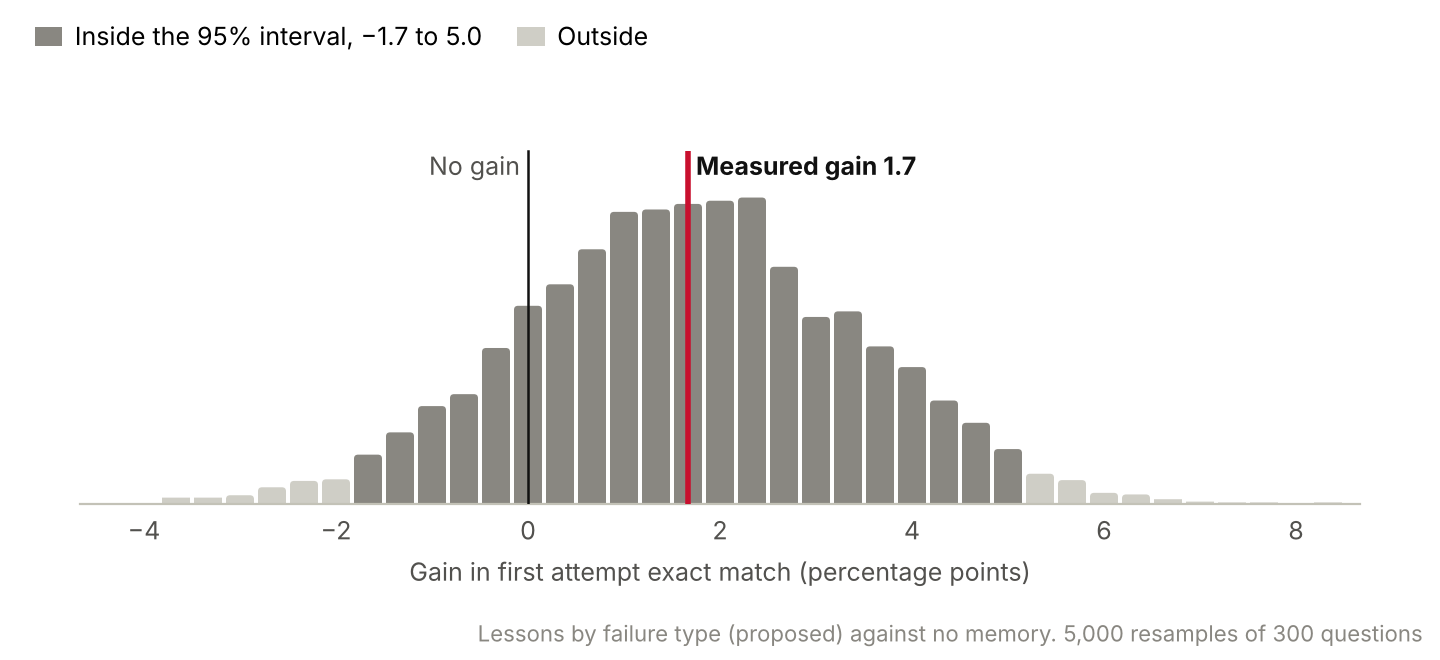 Inside the 95% interval, −1.7 to 5.0 Outside
No gain Measured gain 1.7
−4 −2 0 2 4 6 8
Gain in first attempt exact match (percentage points)
Lessons by failure type (proposed) against no memory. 5,000 resamples of 300 questions